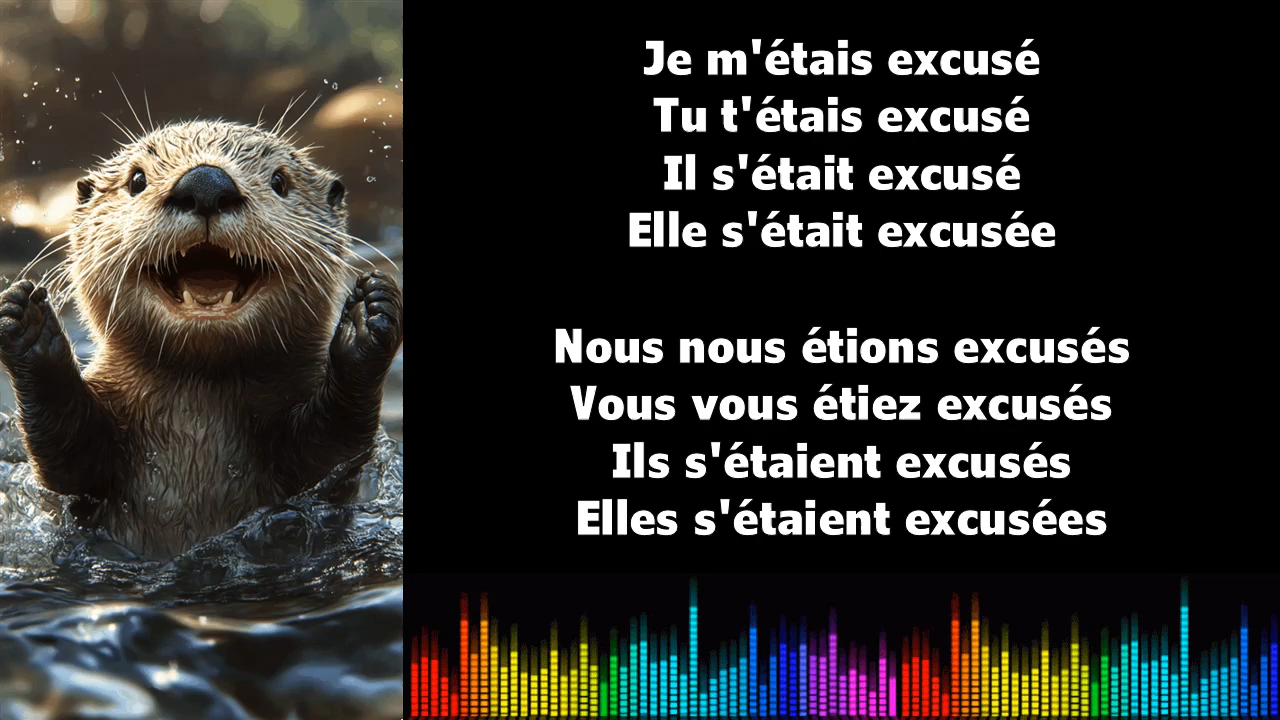 Je m'étais excusé
Tu t'étais excusé
Il s'était excusé
Elle s'était excusée
Nous nous étions excusés
Vous vous étiez excusés
Ils s'étaient excusés
Elles s'étaient excusées